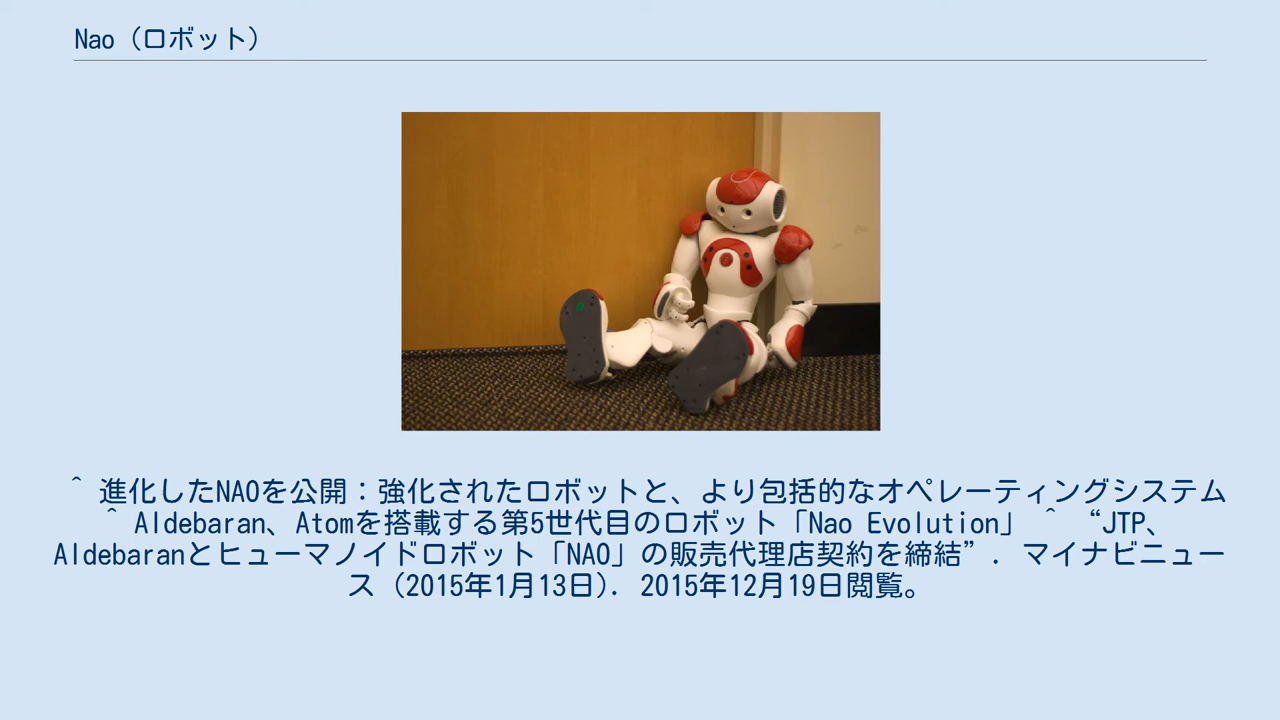 Nao（ロボット）
^ 進化したNAOを公開：強化されたロボットと、より包括的なオペレーティングシステム
^ Aldebaran、Atomを搭載する第5世代目のロボット「Nao Evolution」 ^ “JTP、
Aldebaranとヒューマノイドロボット「NAO」の販売代理店契約を締結”. マイナビニュー
ス (2015年1月13日). 2015年12月19日閲覧。